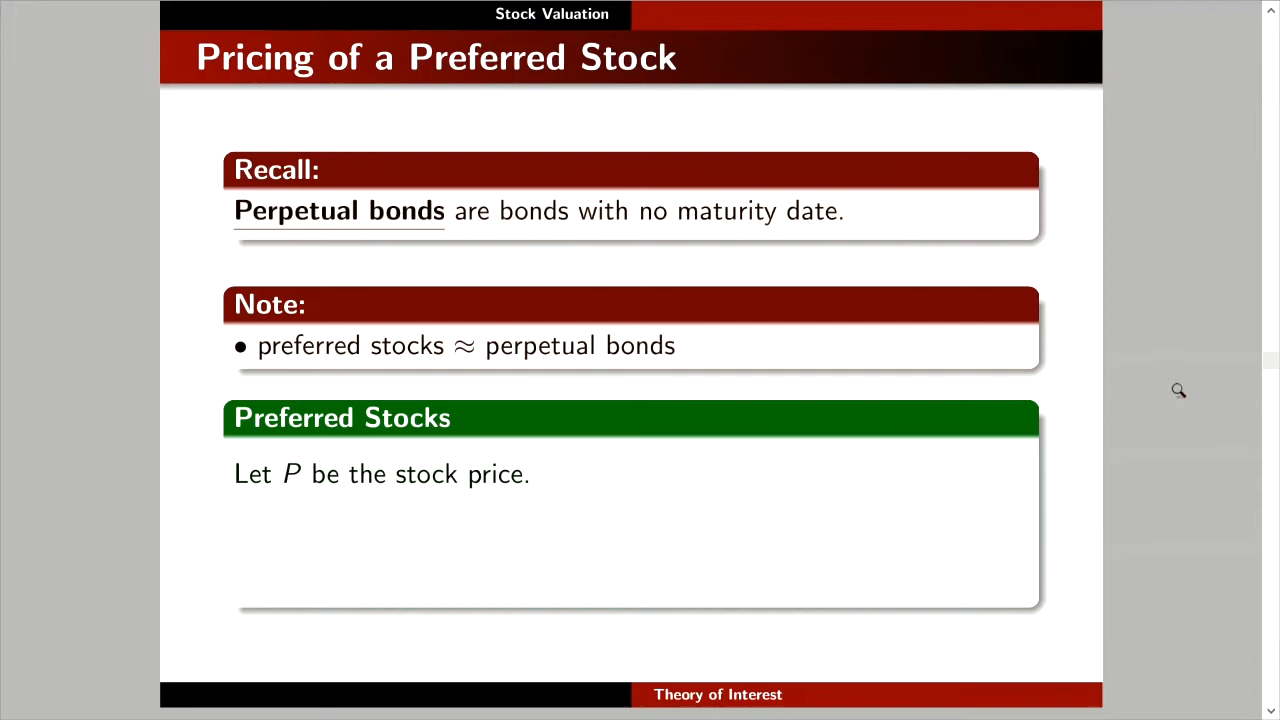 Stock Valuation
Pricing of a Preferred Stock
Recall:
Perpetual bonds are bonds with no maturity date.
Note:
• preferred stocks ≈ perpetual bonds
Preferred Stocks
Let P be the stock price.
Theory of Interest